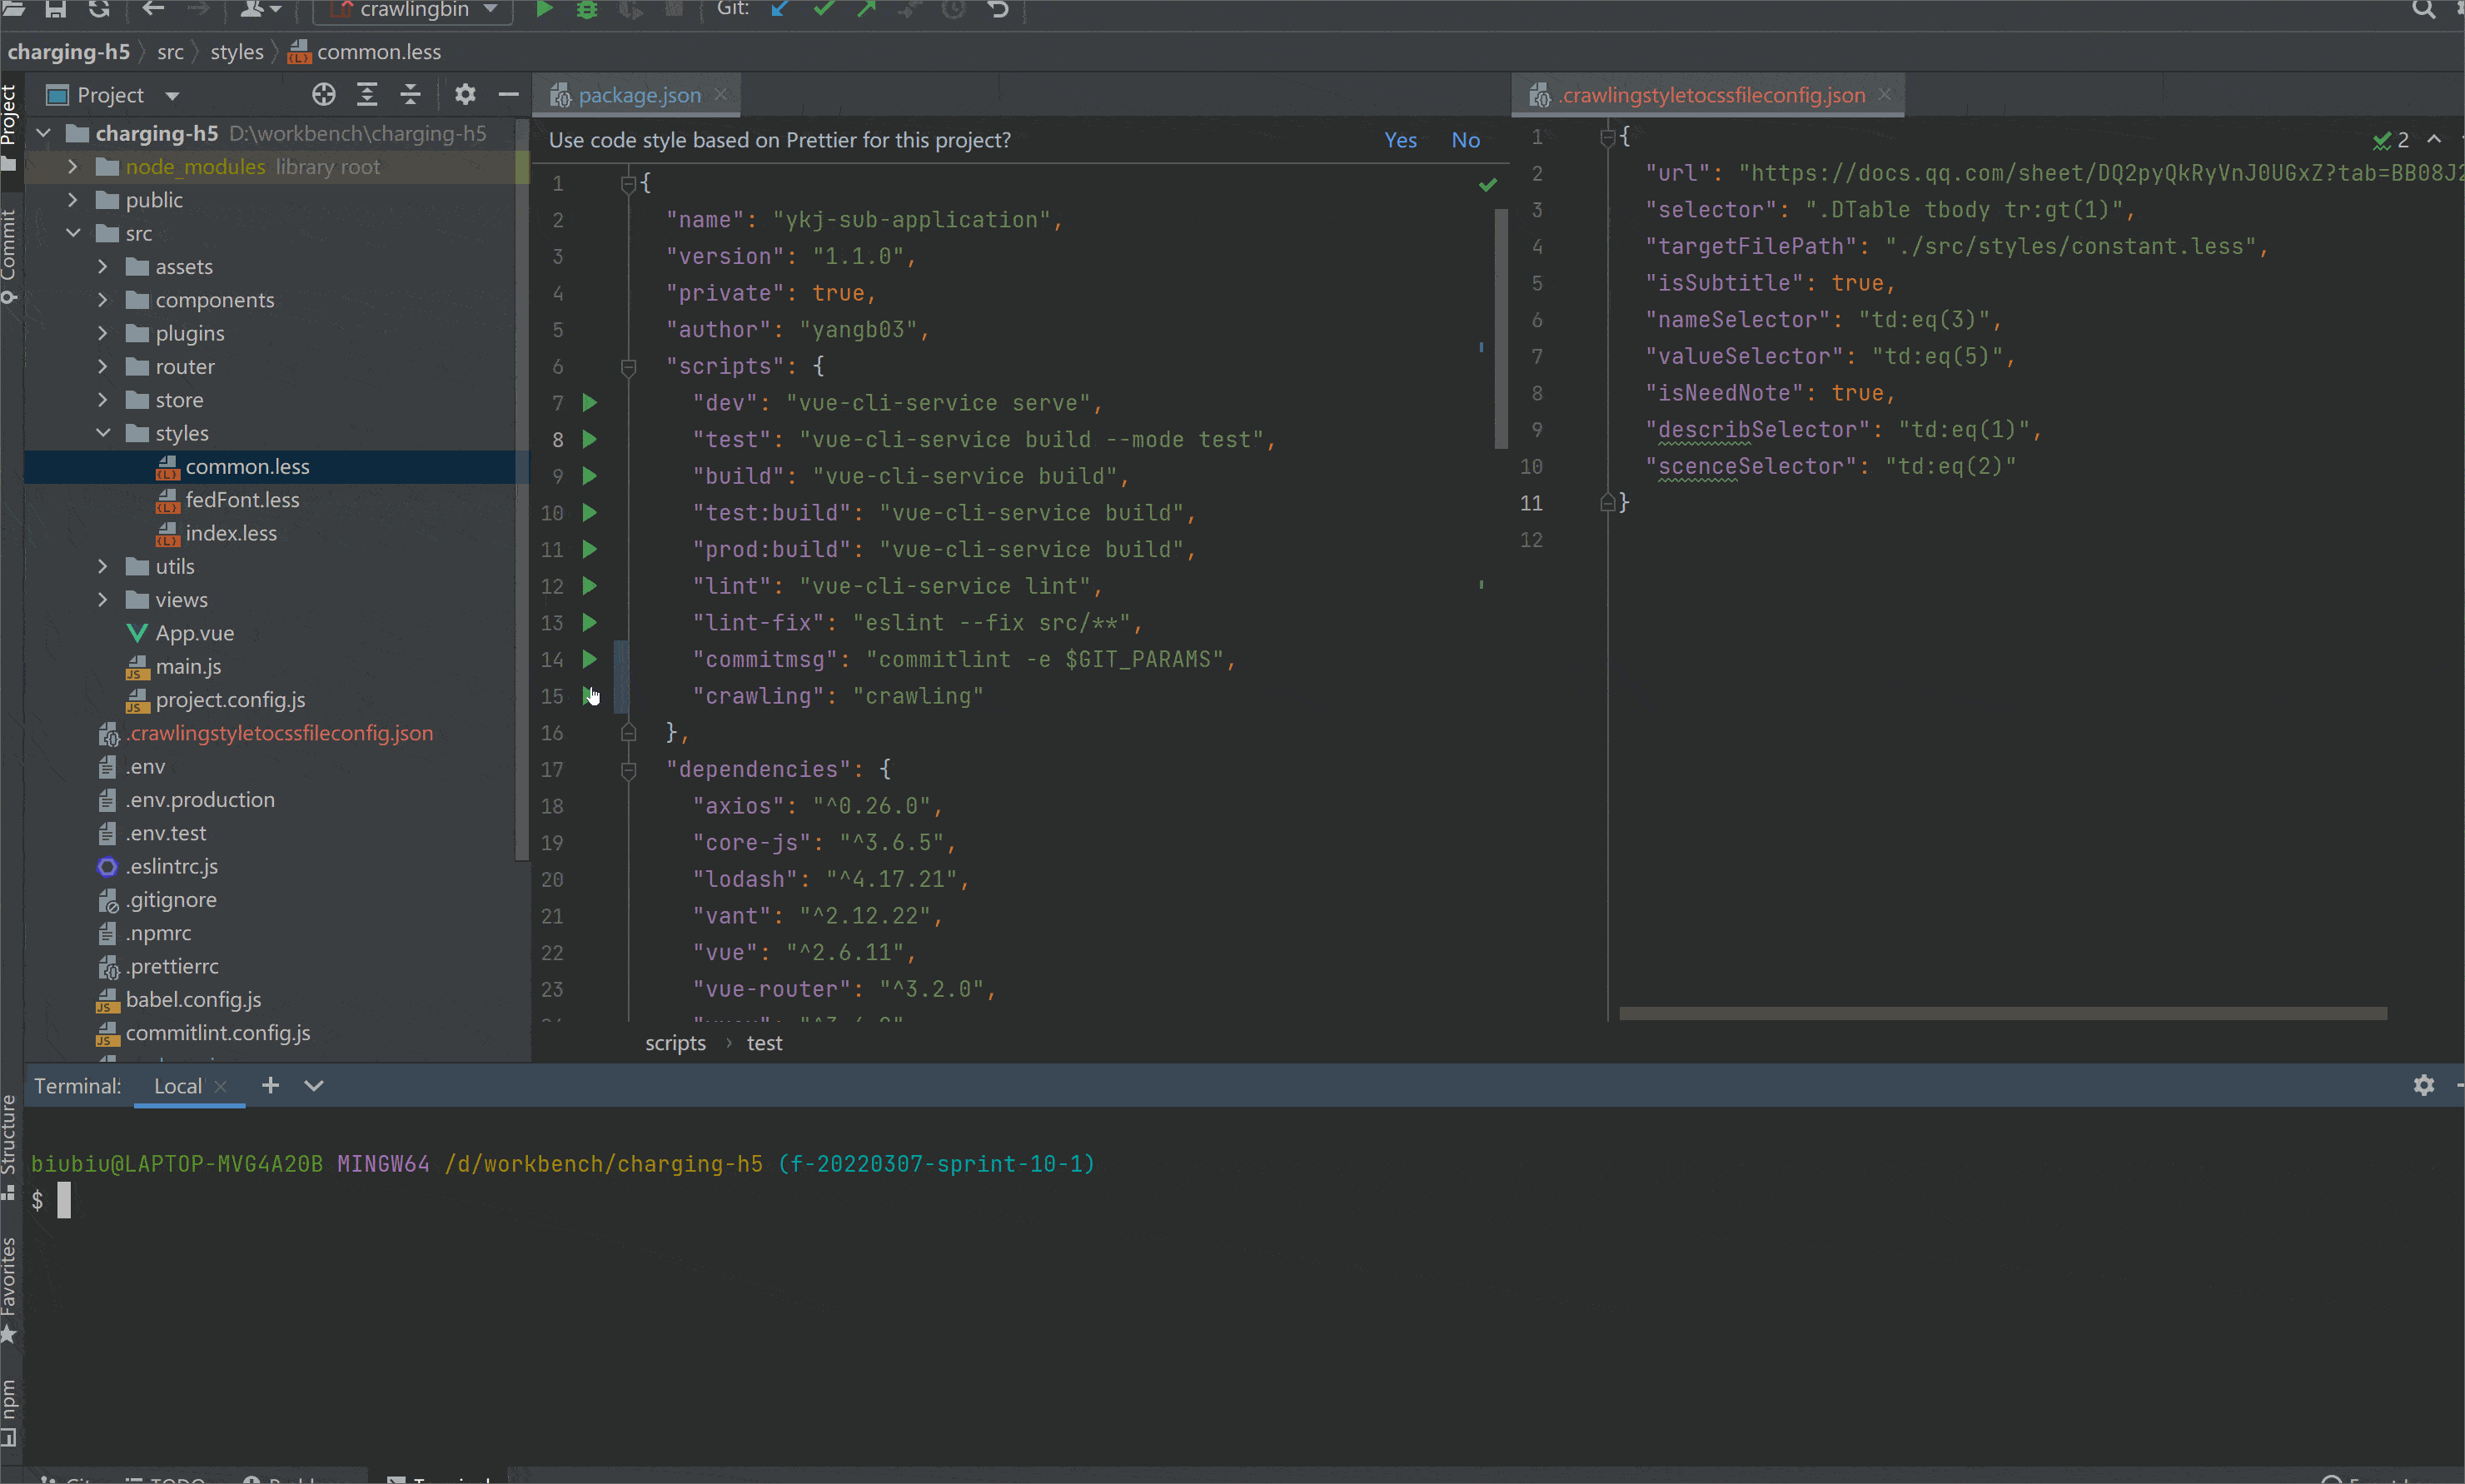 crawlingbin
Git:
charging-h5
src
styles
common.less
Project
Commit
Structure
Favorites
npm
Project
charging-h5 D:\workbench\charging-h5
node_modules library root
public
src
assets
components
plugins
router
store
styles
common.less
fedFont.less
index.less
utils
views
App.vue
main.js
project.config.js
.crawlingstyletocssfileconfig.json
.env
.env.production
.env.test
.eslintrc.js
.gitignore
.npmrc
.prettierrc
babel.config.js
commitlint.config.js
package.json
Use code style based on Prettier for this project?
Yes No
1 {
2 "name": "ykj-sub-application",
3 "version": "1.1.0",
4 "private": true,
5 "author": "yangb03",
6 "scripts": {
7 "dev": "vue-cli-service serve",
8 "test": "vue-cli-service build --mode test",
9 "build": "vue-cli-service build",
10 "test:build": "vue-cli-service build",
11 "prod:build": "vue-cli-service build",
12 "lint": "vue-cli-service lint",
13 "lint-fix": "eslint --fix src/**",
14 "commitmsg": "commitlint -e $GIT_PARAMS",
15 "crawling": "crawling"
16 },
17 "dependencies": {
18 "axios": "^0.26.0",
19 "core-js": "^3.6.5",
20 "lodash": "^4.17.21",
21 "vant": "^2.12.22",
22 "vue": "^2.6.11",
23 "vue-router": "^3.2.0",
scripts › test
.crawlingstyletocssfileconfig.json
2
1 {
2 "url": "https://docs.qq.com/sheet/DQ2pyQkRyVnJ0UGxZ?tab=BB08J2
3 "selector": ".DTable tbody tr:gt(1)",
4 "targetFilePath": "./src/styles/constant.less",
5 "isSubtitle": true,
6 "nameSelector": "td:eq(3)",
7 "valueSelector": "td:eq(5)",
8 "isNeedNote": true,
9 "describSelector": "td:eq(1)",
10 "scenceSelector": "td:eq(2)"
11 }
12
Terminal: Local
biubiu@LAPTOP-MVG4A20B MINGW64 /d/workbench/charging-h5 (f-20220307-sprint-10-1)
$